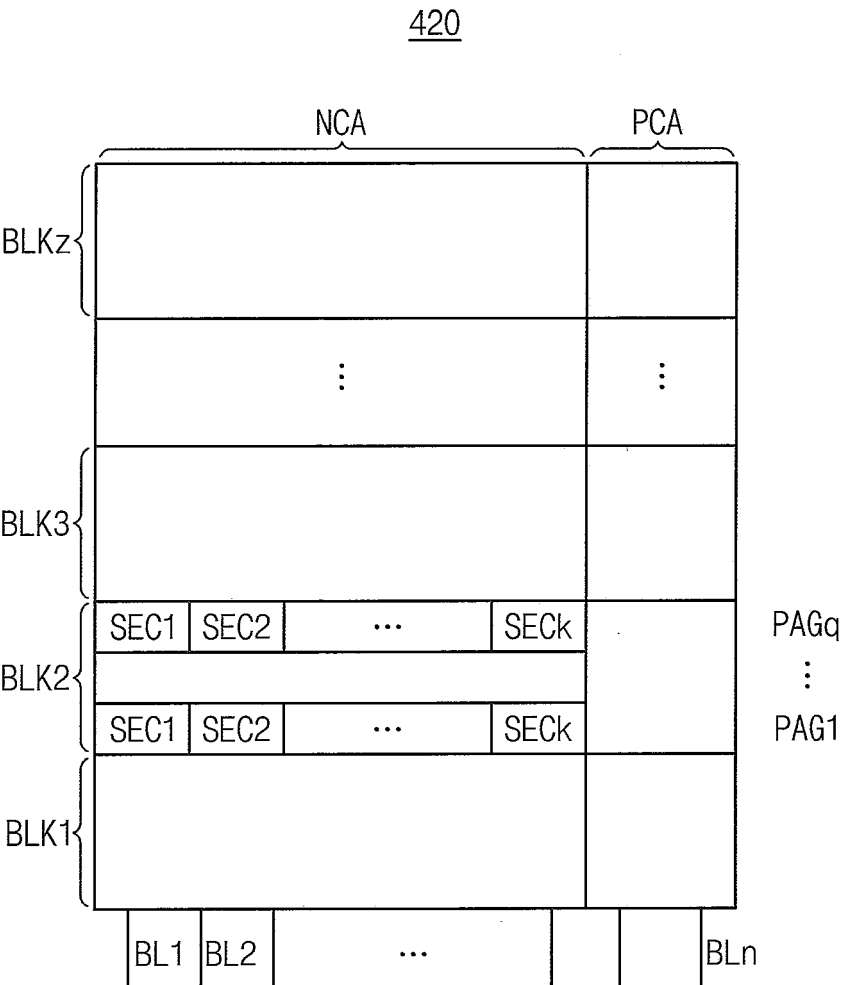 420
NCA PCA
BLKz
⋮ ⋮
BLK3
SEC1 SEC2 ⋯ SECk PAGq
BLK2 ⋮
SEC1 SEC2 ⋯ SECk PAG1
BLK1
BL1 BL2 ⋯ BLn